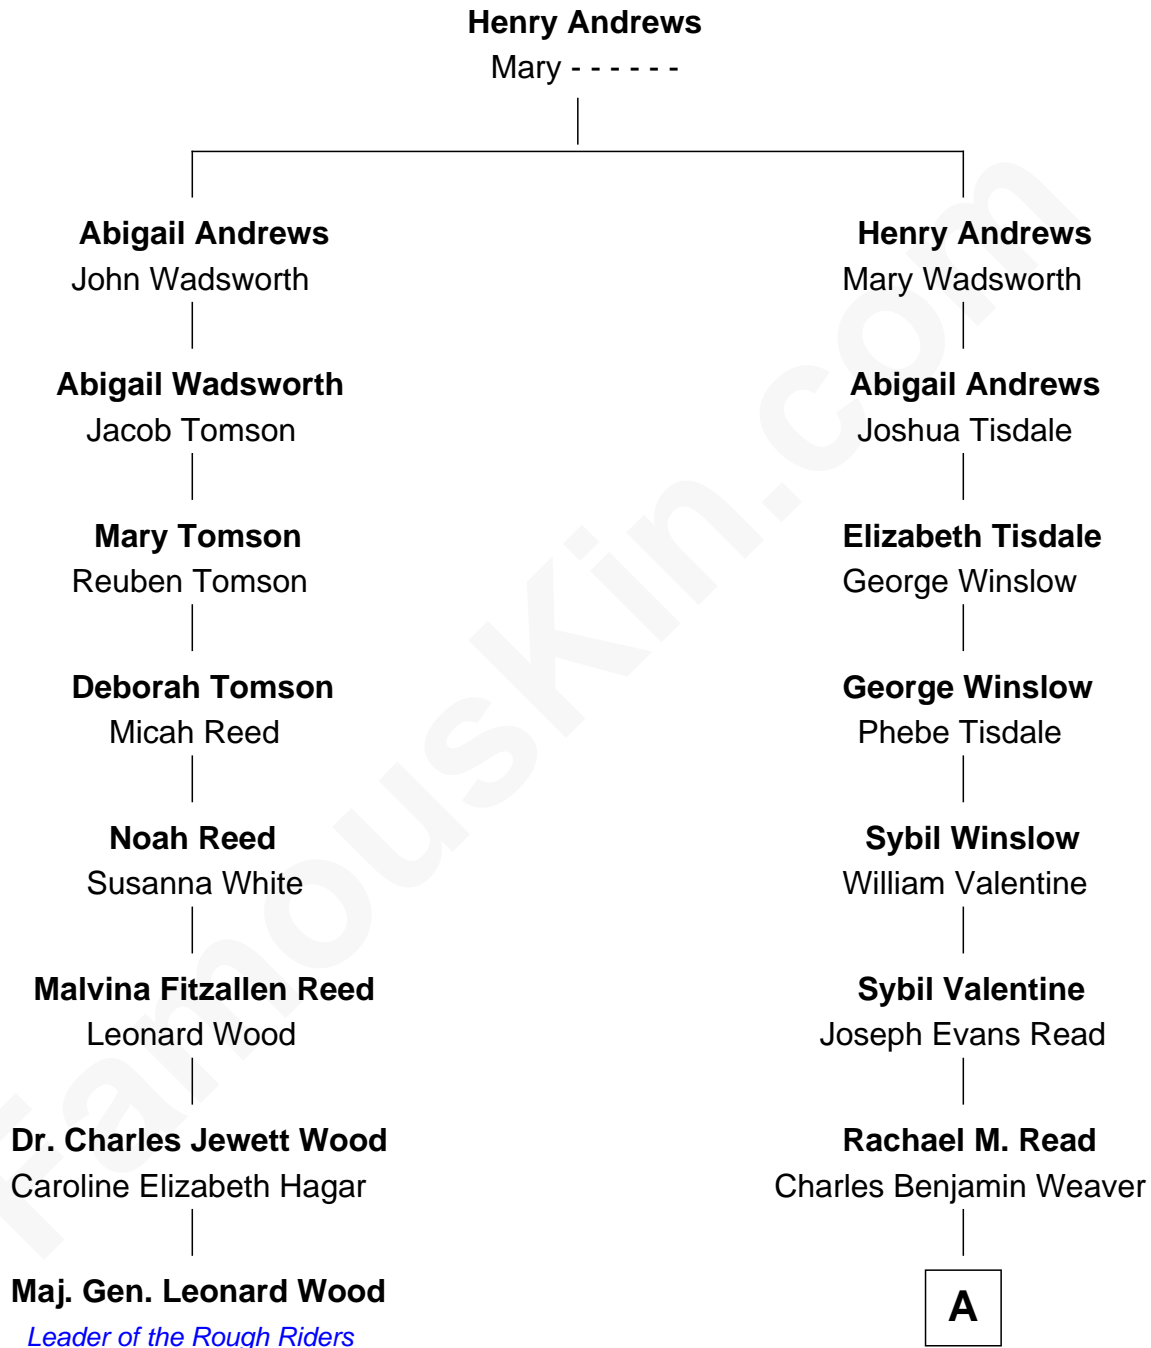 Henry Andrews
Mary - - - - - -
Abigail Andrews
John Wadsworth
Henry Andrews
Mary Wadsworth
Abigail Wadsworth
Jacob Tomson
Abigail Andrews
Joshua Tisdale
Mary Tomson
Reuben Tomson
Elizabeth Tisdale
George Winslow
Deborah Tomson
Micah Reed
George Winslow
Phebe Tisdale
Noah Reed
Susanna White
Sybil Winslow
William Valentine
Malvina Fitzallen Reed
Leonard Wood
Sybil Valentine
Joseph Evans Read
Dr. Charles Jewett Wood
Caroline Elizabeth Hagar
Rachael M. Read
Charles Benjamin Weaver
Maj. Gen. Leonard Wood
Leader of the Rough Riders
A
FamousKin.com